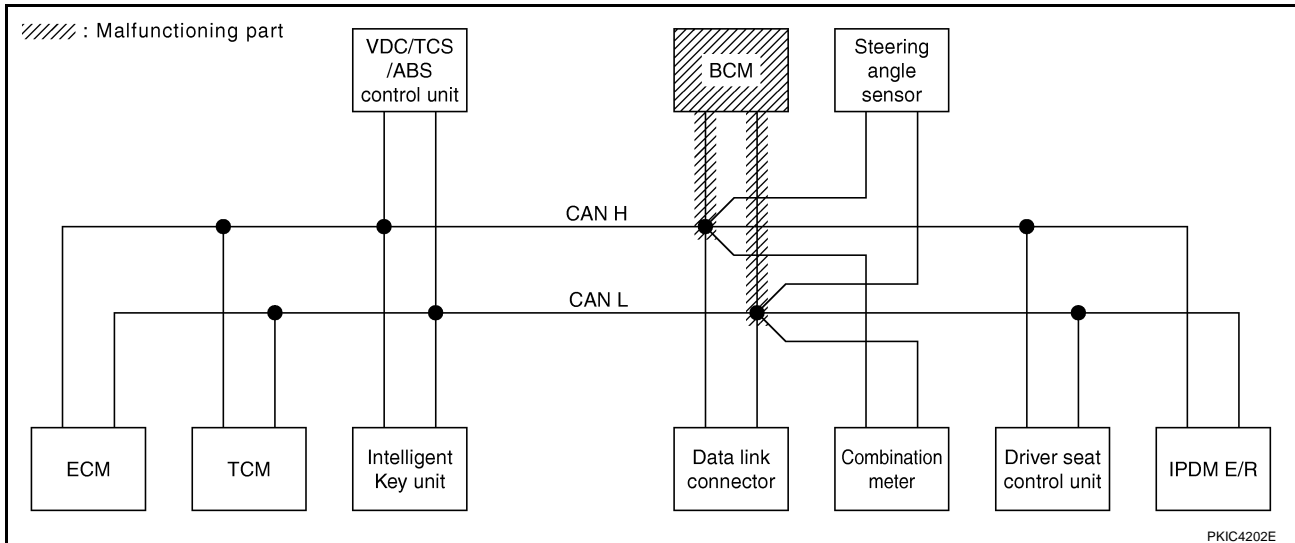 : Malfunctioning part
VDC/TCS
/ABS
control unit
BCM
Steering
angle
sensor
CAN H
CAN L
ECM
TCM
Intelligent
Key unit
Data link
connector
Combination
meter
Driver seat
control unit
IPDM E/R
PKIC4202E